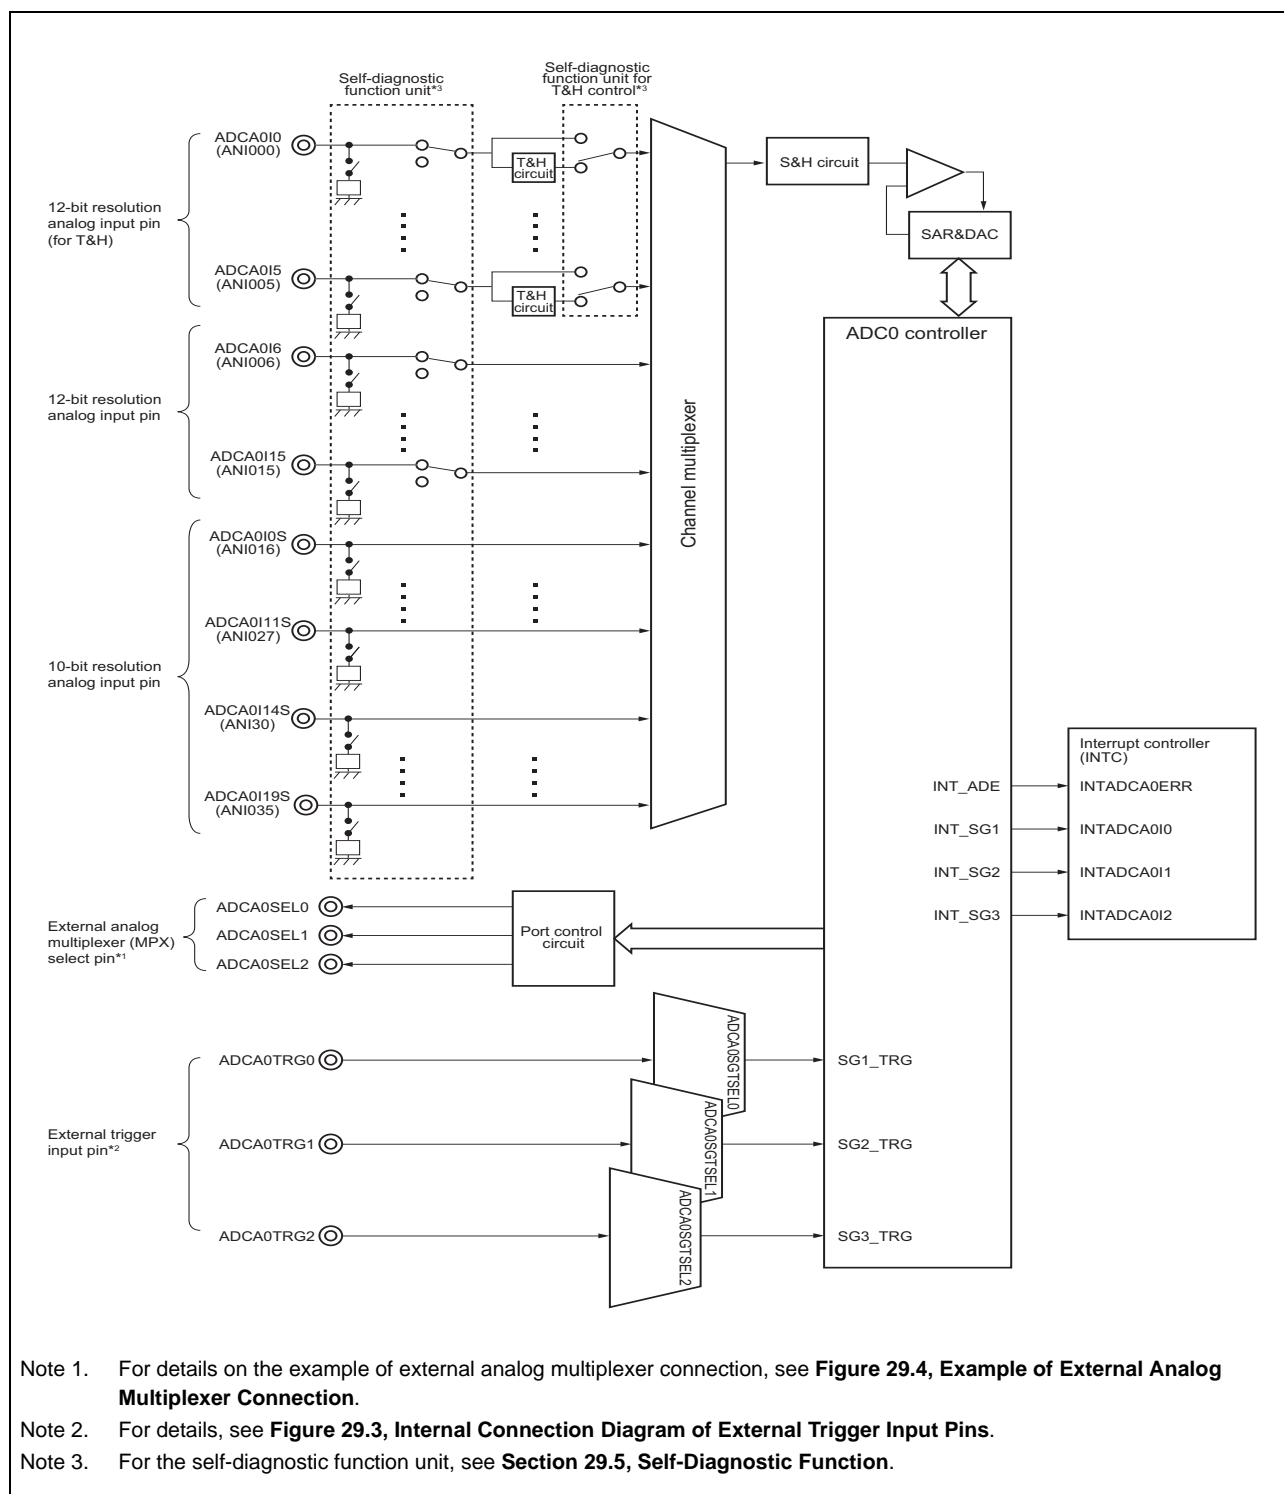 Self-diagnostic
function unit*3
Self-diagnostic
function unit for
T&H control*3
ADCA0I0
(ANI000)
T&H
circuit
S&H circuit
SAR&DAC
12-bit resolution
analog input pin
(for T&H)
ADCA0I5
(ANI005)
T&H
circuit
ADC0 controller
ADCA0I6
(ANI006)
12-bit resolution
analog input pin
ADCA0I15
(ANI015)
Channel multiplexer
ADCA0I0S
(ANI016)
ADCA0I11S
(ANI027)
10-bit resolution
analog input pin
ADCA0I14S
(ANI30)
ADCA0I19S
(ANI035)
Interrupt controller
(INTC)
INT_ADE
INTADCA0ERR
INT_SG1
INTADCA0I0
INT_SG2
INTADCA0I1
INT_SG3
INTADCA0I2
External analog
multiplexer (MPX)
select pin*1
ADCA0SEL0
ADCA0SEL1
ADCA0SEL2
Port control
circuit
External trigger
input pin*2
ADCA0TRG0
ADCA0SGTSEL0
SG1_TRG
ADCA0TRG1
ADCA0SGTSEL1
SG2_TRG
ADCA0TRG2
ADCA0SGTSEL2
SG3_TRG
Note 1. For details on the example of external analog multiplexer connection, see Figure 29.4, Example of External Analog
Multiplexer Connection.
Note 2. For details, see Figure 29.3, Internal Connection Diagram of External Trigger Input Pins.
Note 3. For the self-diagnostic function unit, see Section 29.5, Self-Diagnostic Function.